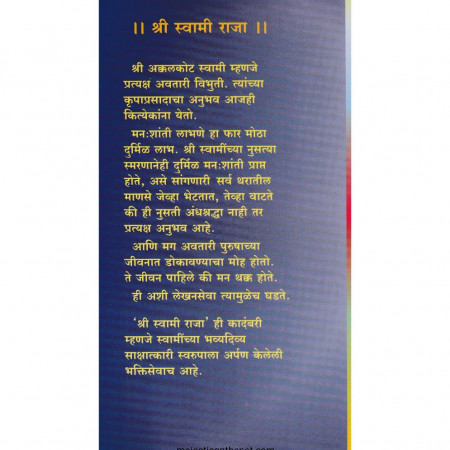 ।। श्री स्वामी राजा ।।
श्री अक्कलकोट स्वामी म्हणजे
प्रत्यक्ष अवतारी विभुती. त्यांच्या
कृपाप्रसादाचा अनुभव आजही
कित्येकांना येतो.
मनःशांती लाभणे हा फार मोठा
दुर्मिळ लाभ. श्री स्वामींच्या नुसत्या
स्मरणानेही दुर्मिळ मनःशांती प्राप्त
होते, असे सांगणारी सर्व थरातील
माणसे जेव्हा भेटतात, तेव्हा वाटते
की ही नुसती अंधश्रद्धा नाही तर
प्रत्यक्ष अनुभव आहे.
आणि मग अवतारी पुरुषाच्या
जीवनात डोकावण्याचा मोह होतो.
ते जीवन पाहिले की मन थक्क होते.
ही अशी लेखनसेवा त्यामुळेच घडते.
‘श्री स्वामी राजा’ ही कादंबरी
म्हणजे स्वामींच्या भव्यदिव्य
साक्षात्कारी स्वरुपाला अर्पण केलेली
भक्तिसेवाच आहे.